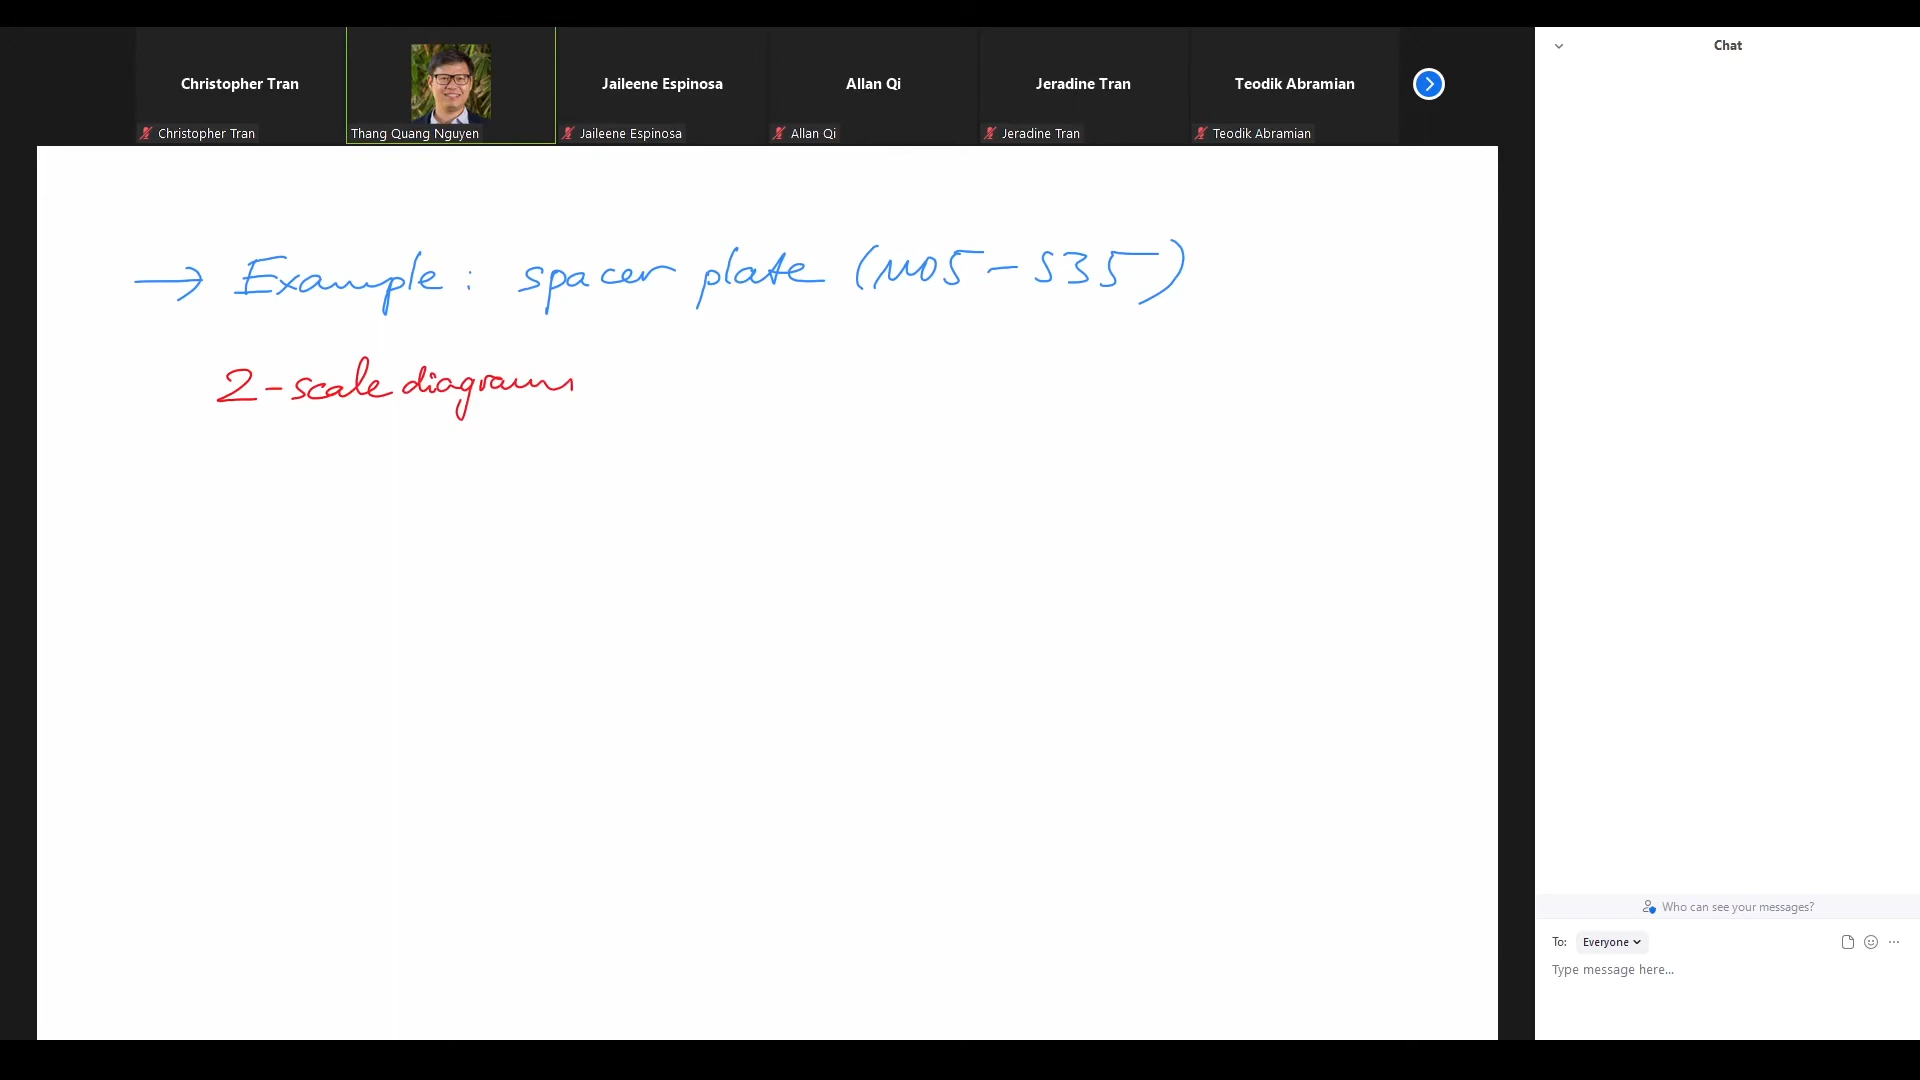 Chat
Christopher Tran
Jaileene Espinosa
Allan Qi
Jeradine Tran
Teodik Abramian
Christopher Tran
Thang Quang Nguyen
Jaileene Espinosa
Allan Qi
Jeradine Tran
Teodik Abramian
→ Example: spacer plate (M05-S35)
2-scale diagrams
Who can see your messages?
To: Everyone
Type message here...